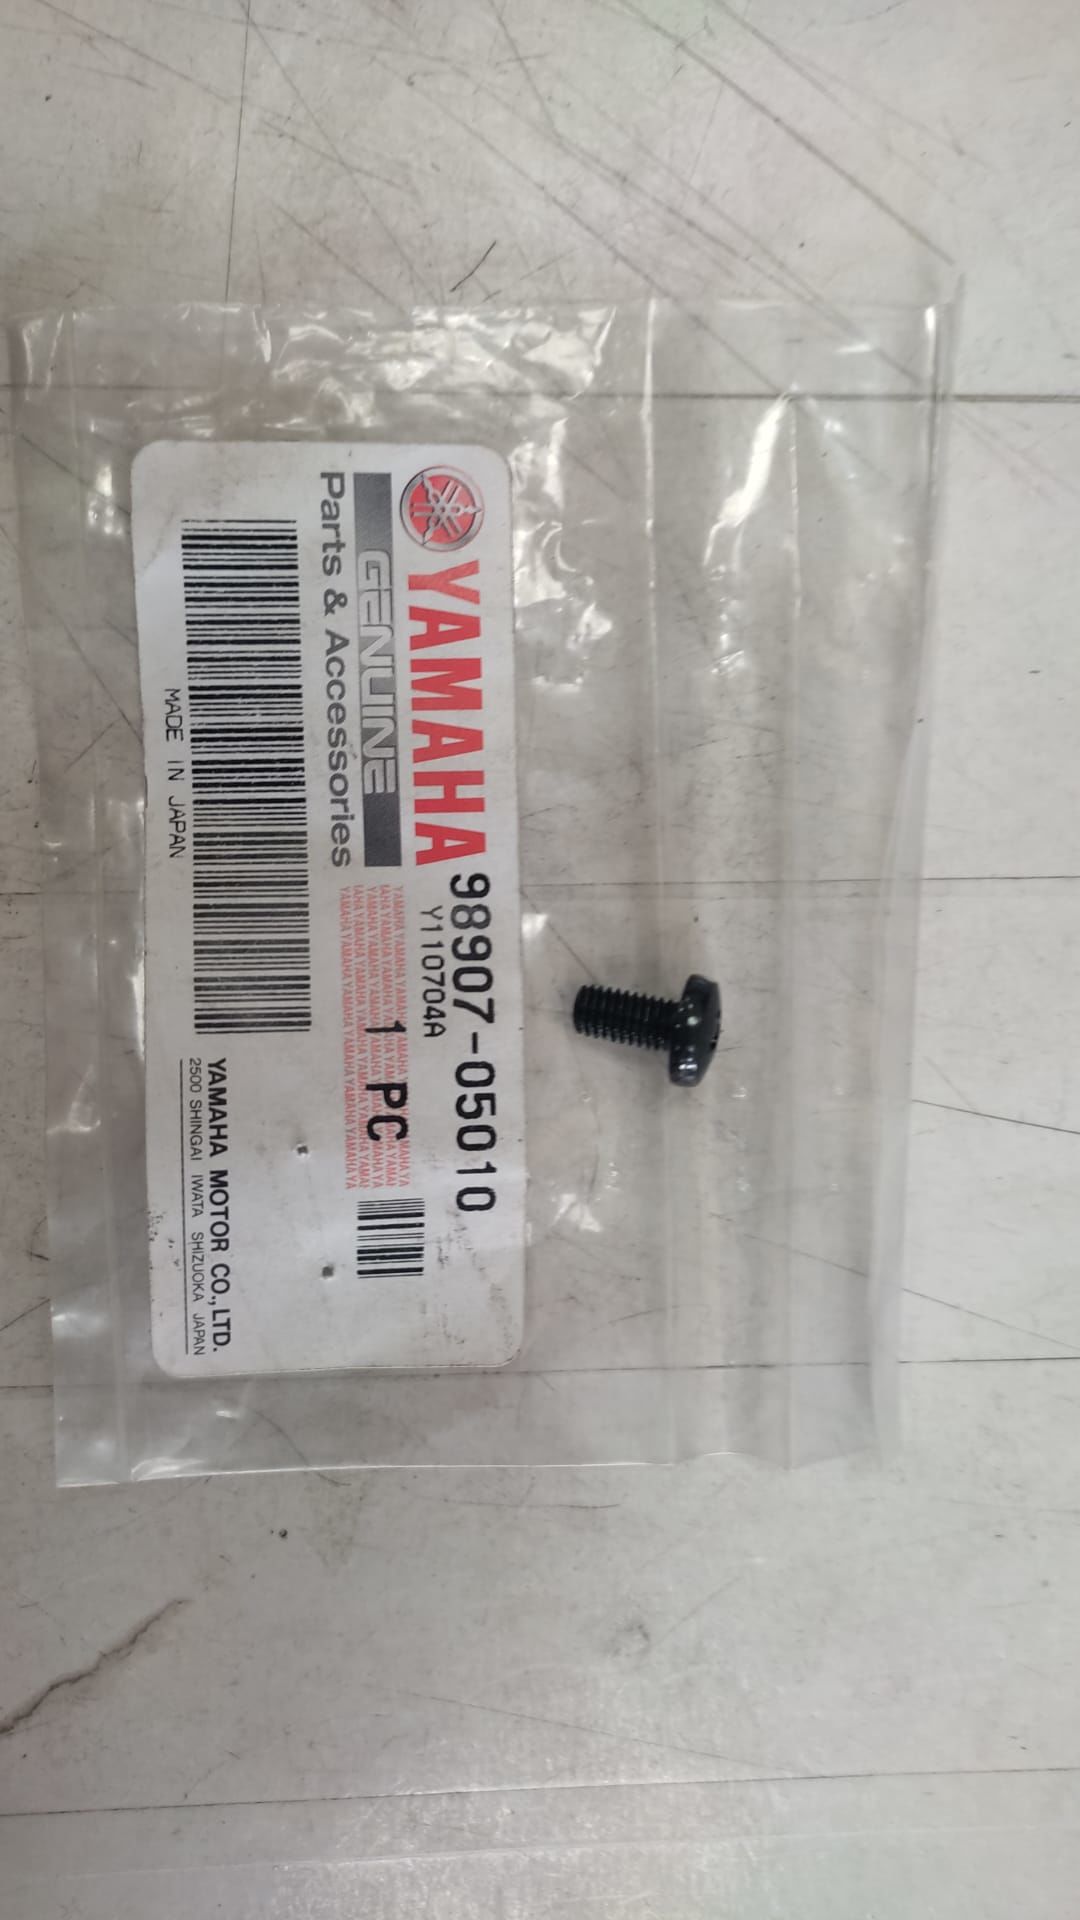 YAMAHA
98907-05010
GENUINE
Y110704A
Parts & Accessories
1 PC
MADE IN JAPAN
YAMAHA MOTOR CO., LTD.
2500 SHINGAI IWATA SHIZUOKA JAPAN